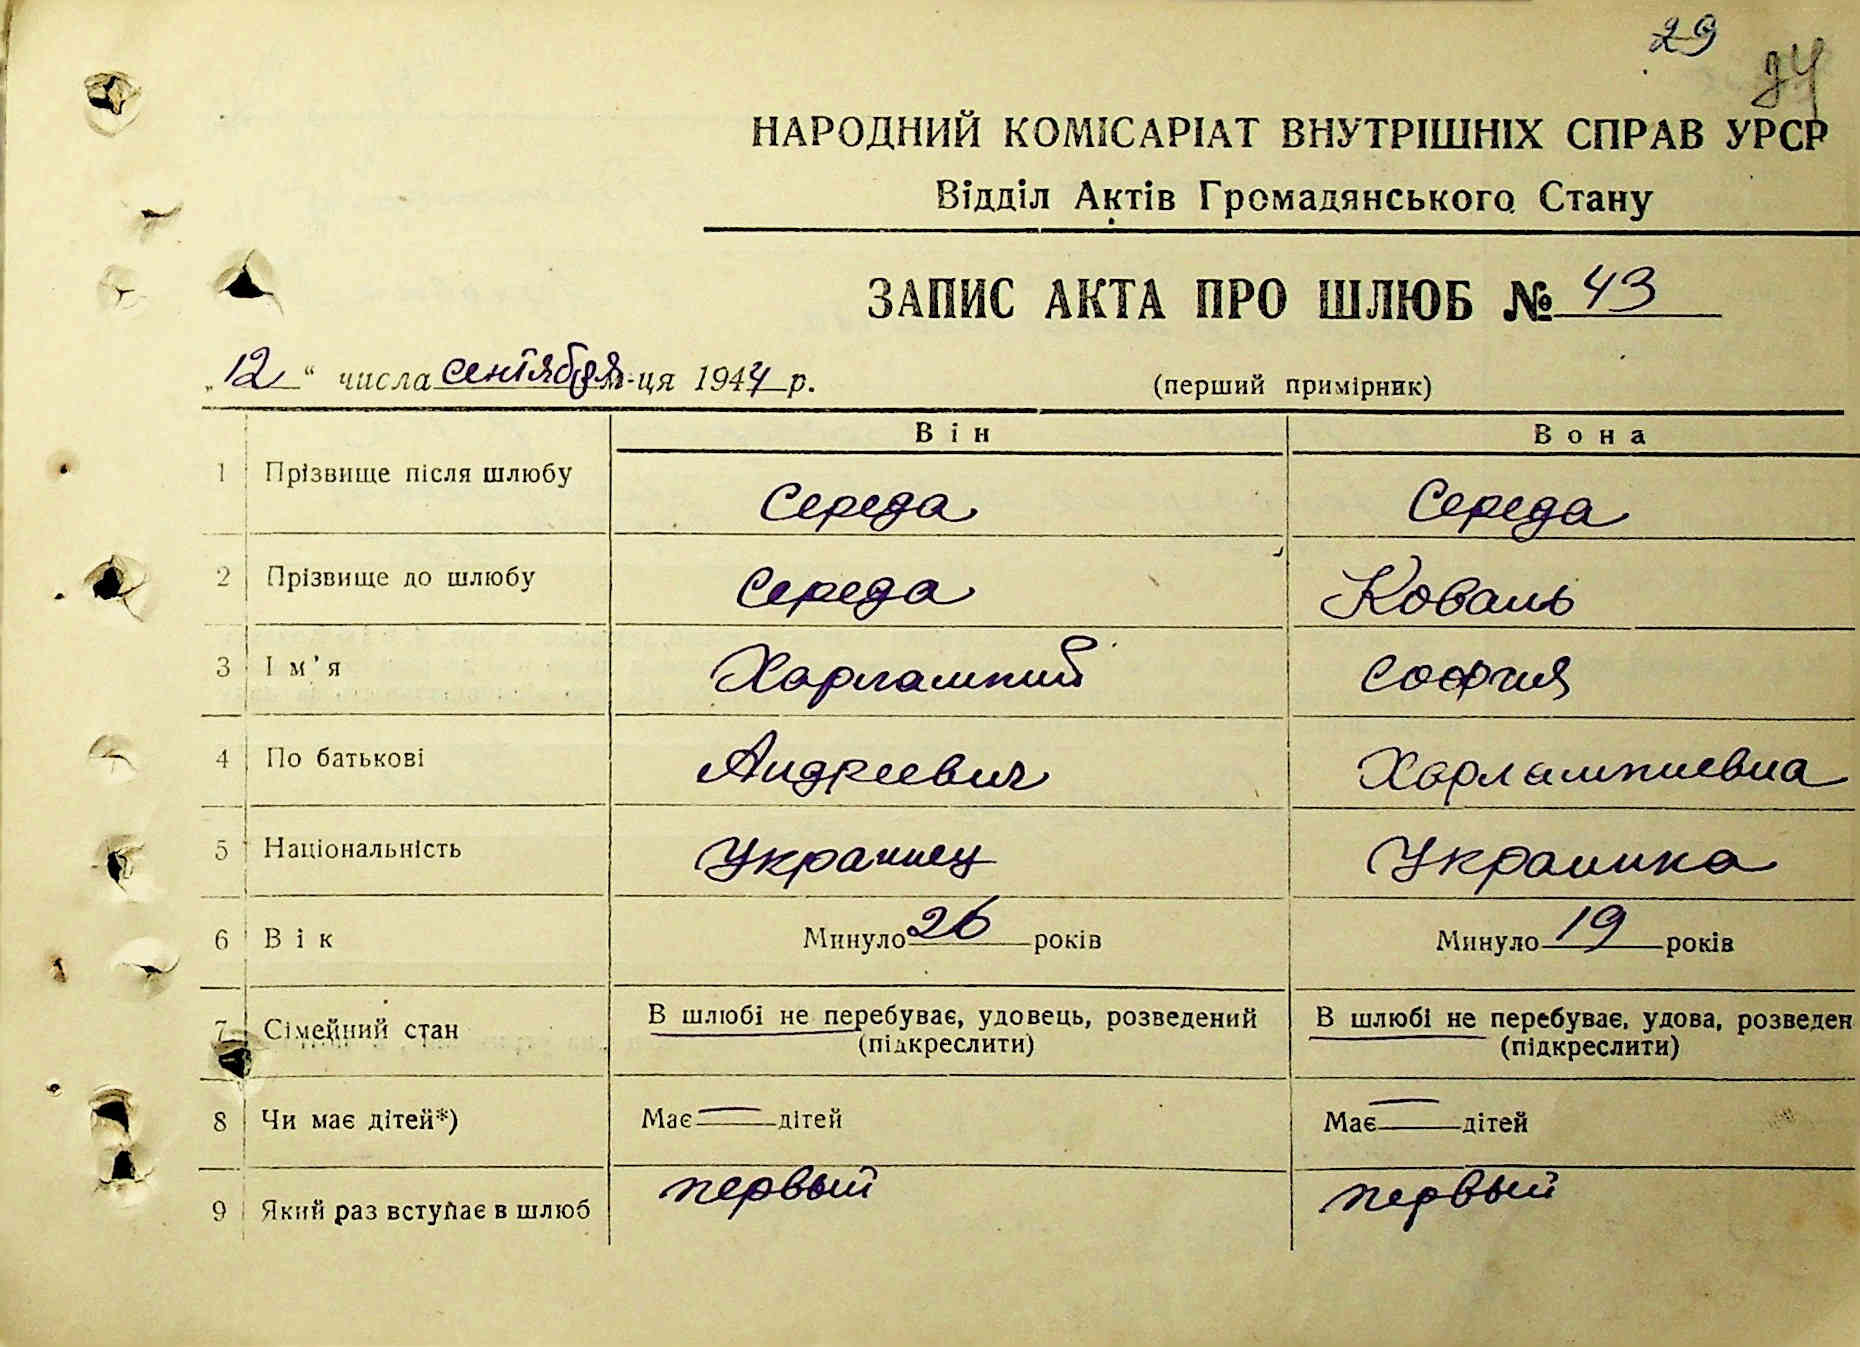 29
24
НАРОДНИЙ КОМІСАРІАТ ВНУТРІШНІХ СПРАВ УРСР
Відділ Актів Громадянського Стану
ЗАПИС АКТА ПРО ШЛЮБ № 43
„12“ числа сентября м-ця 1944 р. (перший примірник)
Він Вона
1 Прізвище після шлюбу Середа Середа
2 Прізвище до шлюбу Середа Коваль
3 Ім'я Харлампий София
4 По батькові Андреевич Харлампиевна
5 Національність Украинец Украинка
6 Вік Минуло 26 років Минуло 19 років
7 Сімейний стан В шлюбі не перебуває, удовець, розведений (підкреслити) В шлюбі не перебуває, удова, розведен (підкреслити)
8 Чи має дітей*) Має — дітей Має — дітей
9 Який раз вступає в шлюб первый первый